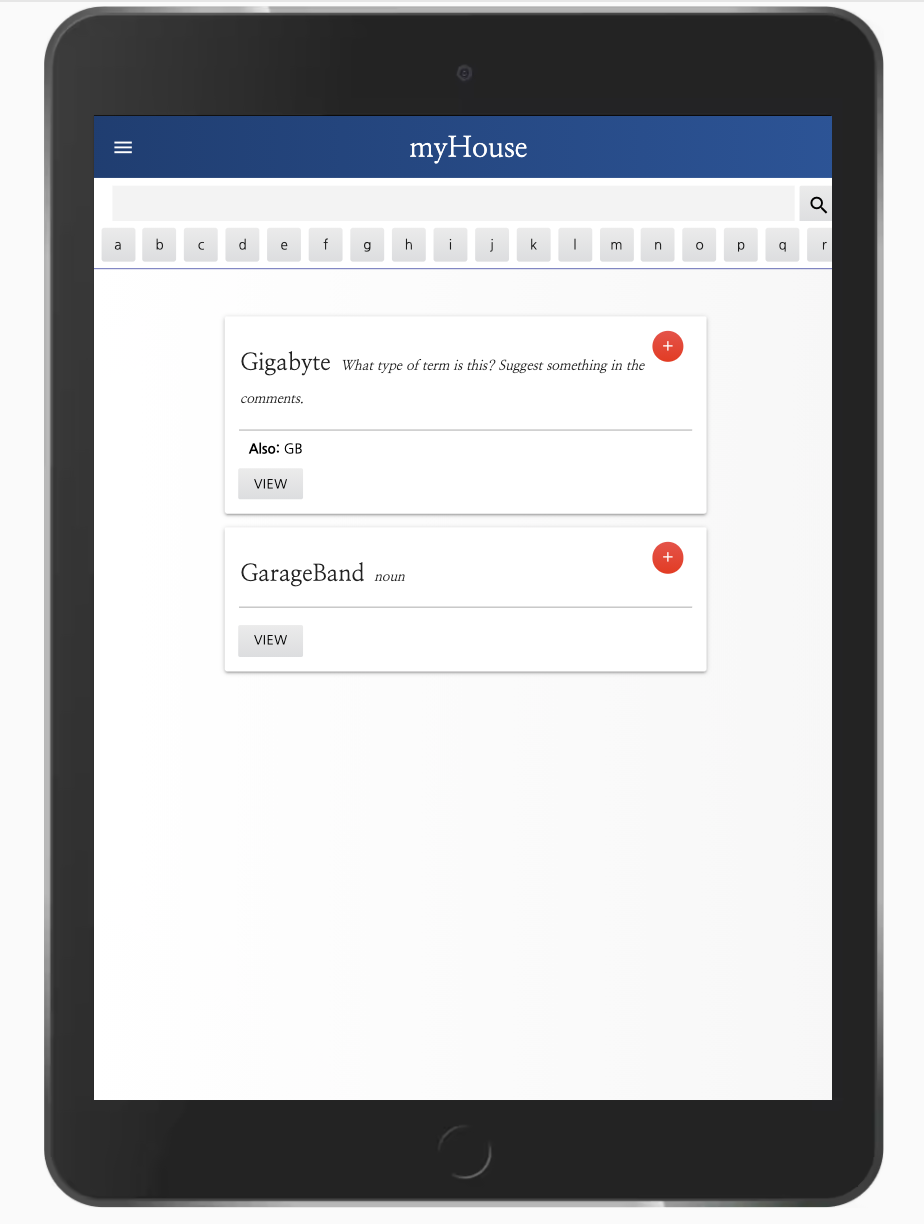 myHouse
a b c d e f g h i j k l m n o p q r
Gigabyte What type of term is this? Suggest something in the
comments.
Also: GB
VIEW
GarageBand noun
VIEW